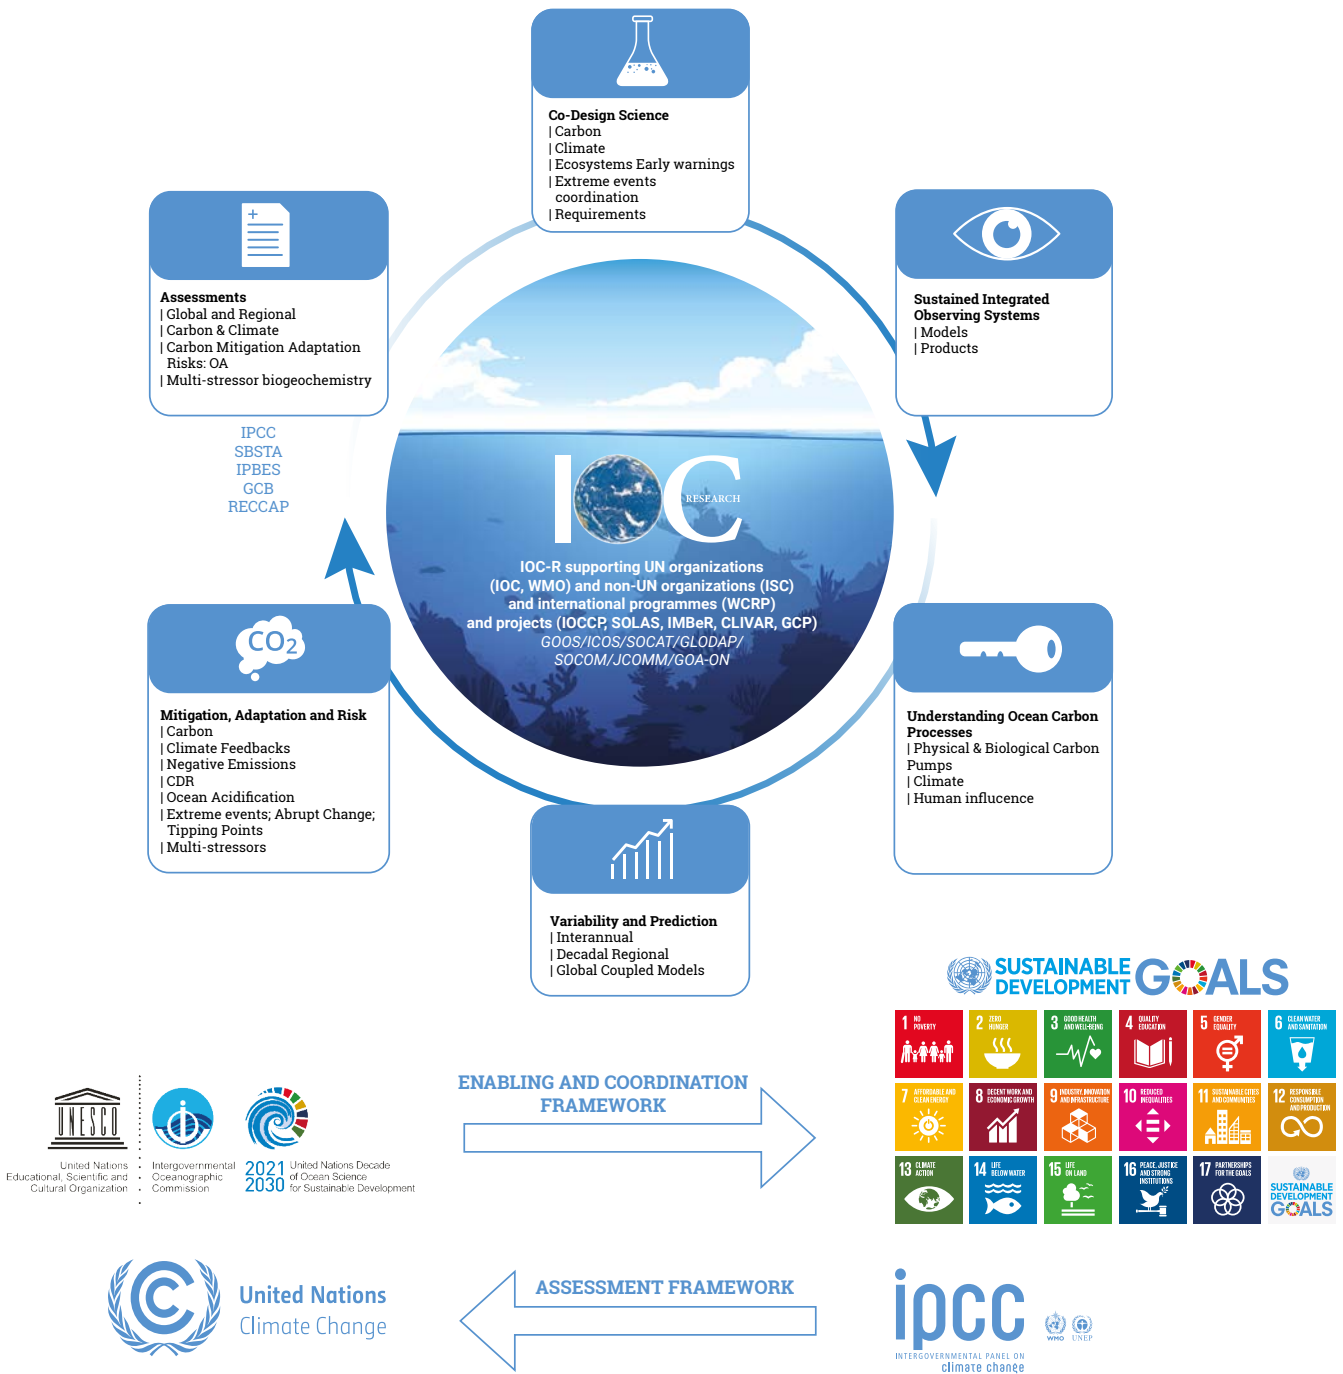 Co-Design Science
| Carbon
| Climate
| Ecosystems Early warnings
| Extreme events
coordination
| Requirements
Assessments
| Global and Regional
| Carbon & Climate
| Carbon Mitigation Adaptation
Risks: OA
| Multi-stressor biogeochemistry
IPCC
SBSTA
IPBES
GCB
RECCAP
Sustained Integrated
Observing Systems
| Models
| Products
IOC
RESEARCH
IOC-R supporting UN organizations
(IOC, WMO) and non-UN organizations (ISC)
and international programmes (WCRP)
and projects (IOCCP, SOLAS, IMBeR, CLIVAR, GCP)
GOOS/ICOS/SOCAT/GLODAP/
SOCOM/JCOMM/GOA-ON
CO2
Mitigation, Adaptation and Risk
| Carbon
| Climate Feedbacks
| Negative Emissions
| CDR
| Ocean Acidification
| Extreme events; Abrupt Change;
Tipping Points
| Multi-stressors
Understanding Ocean Carbon
Processes
| Physical & Biological Carbon
Pumps
| Climate
| Human influcence
Variability and Prediction
| Interannual
| Decadal Regional
| Global Coupled Models
SUSTAINABLE
DEVELOPMENT
GOALS
1 NO
POVERTY
2 ZERO
HUNGER
3 GOOD HEALTH
AND WELL-BEING
4 QUALITY
EDUCATION
5 GENDER
EQUALITY
6 CLEAN WATER
AND SANITATION
7 AFFORDABLE AND
CLEAN ENERGY
8 DECENT WORK AND
ECONOMIC GROWTH
9 INDUSTRY, INNOVATION
AND INFRASTRUCTURE
10 REDUCED
INEQUALITIES
11 SUSTAINABLE CITIES
AND COMMUNITIES
12 RESPONSIBLE
CONSUMPTION
AND PRODUCTION
13 CLIMATE
ACTION
14 LIFE
BELOW WATER
15 LIFE
ON LAND
16 PEACE, JUSTICE
AND STRONG
INSTITUTIONS
17 PARTNERSHIPS
FOR THE GOALS
SUSTAINABLE
DEVELOPMENT
GOALS
UNESCO
United Nations
Educational, Scientific and
Cultural Organization
Intergovernmental
Oceanographic
Commission
2021
2030
United Nations Decade
of Ocean Science
for Sustainable Development
ENABLING AND COORDINATION
FRAMEWORK
United Nations
Climate Change
ASSESSMENT FRAMEWORK
ipcc
INTERGOVERNMENTAL PANEL ON
climate change
WMO
UNEP